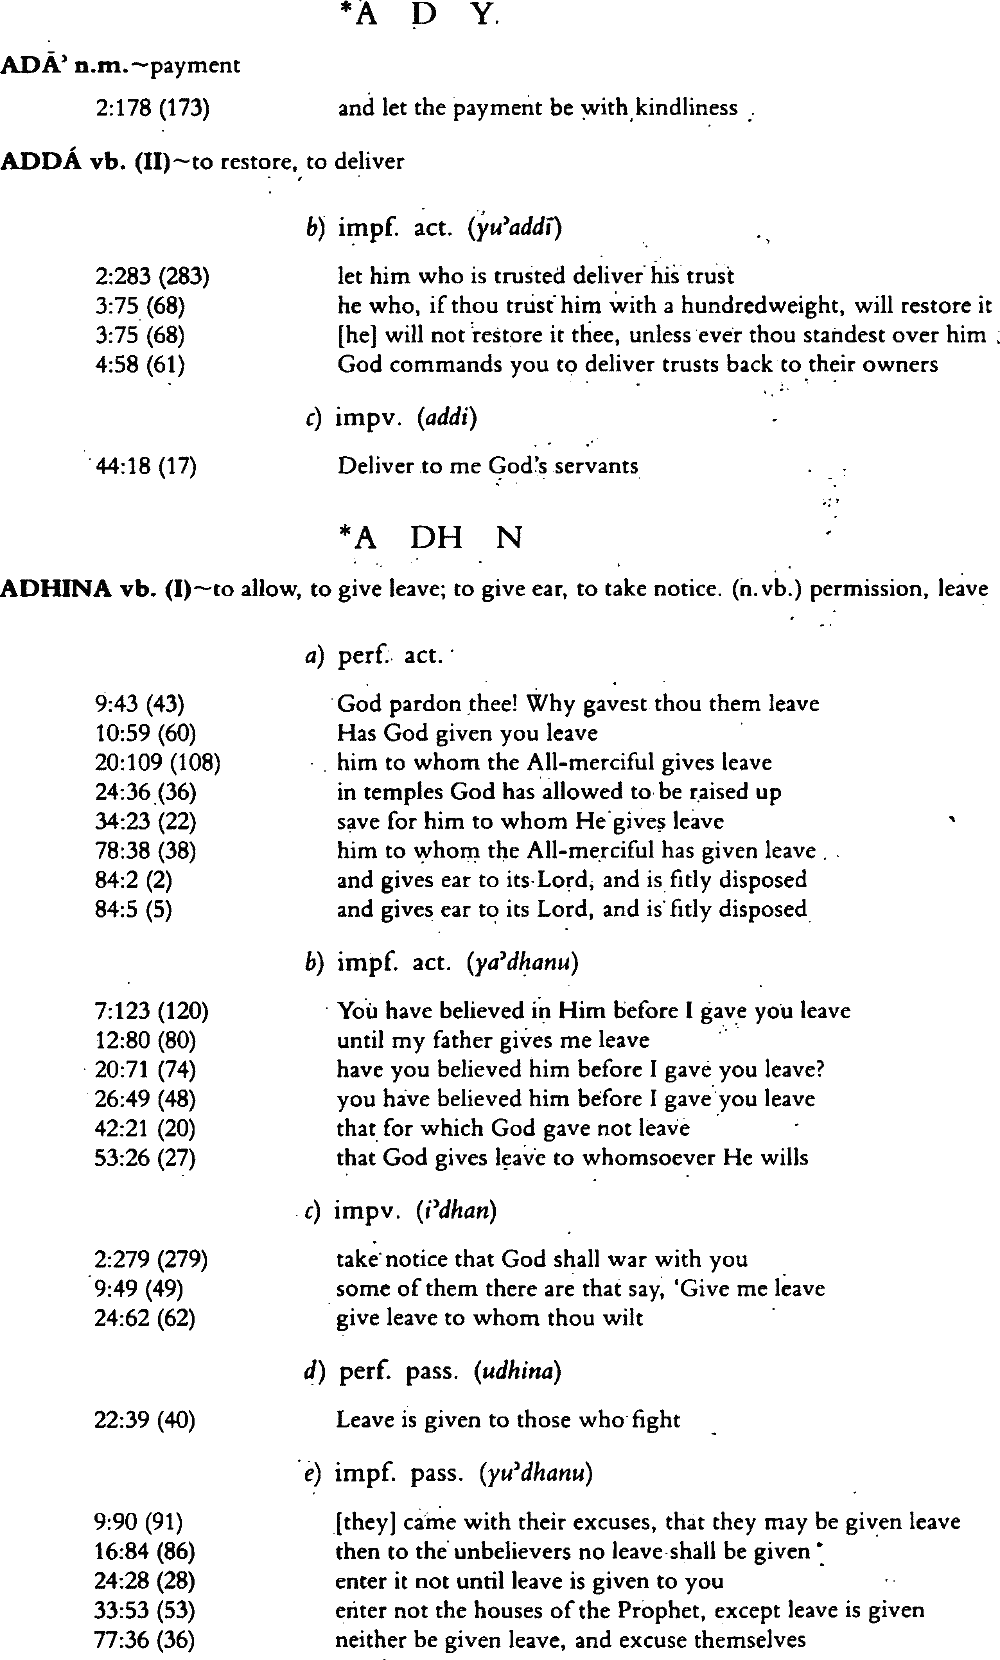 *A D Y.
ADĀʾ n.m.~payment
2:178 (173) and let the payment be with kindliness
ADDÁ vb. (II)~to restore, to deliver
b) impf. act. (yuʾaddī)
2:283 (283) let him who is trusted deliver his trust
3:75 (68) he who, if thou trust him with a hundredweight, will restore it
3:75 (68) [he] will not restore it thee, unless ever thou standest over him
4:58 (61) God commands you to deliver trusts back to their owners
c) impv. (addi)
44:18 (17) Deliver to me God's servants
*A DH N
ADHINA vb. (I)~to allow, to give leave; to give ear, to take notice. (n.vb.) permission, leave
a) perf. act.
9:43 (43) God pardon thee! Why gavest thou them leave
10:59 (60) Has God given you leave
20:109 (108) him to whom the All-merciful gives leave
24:36 (36) in temples God has allowed to be raised up
34:23 (22) save for him to whom He gives leave
78:38 (38) him to whom the All-merciful has given leave
84:2 (2) and gives ear to its Lord, and is fitly disposed
84:5 (5) and gives ear to its Lord, and is fitly disposed
b) impf. act. (yaʾdhanu)
7:123 (120) You have believed in Him before I gave you leave
12:80 (80) until my father gives me leave
20:71 (74) have you believed him before I gave you leave?
26:49 (48) you have believed him before I gave you leave
42:21 (20) that for which God gave not leave
53:26 (27) that God gives leave to whomsoever He wills
c) impv. (iʾdhan)
2:279 (279) take notice that God shall war with you
9:49 (49) some of them there are that say, 'Give me leave
24:62 (62) give leave to whom thou wilt
d) perf. pass. (udhina)
22:39 (40) Leave is given to those who fight
e) impf. pass. (yuʾdhanu)
9:90 (91) [they] came with their excuses, that they may be given leave
16:84 (86) then to the unbelievers no leave shall be given
24:28 (28) enter it not until leave is given to you
33:53 (53) enter not the houses of the Prophet, except leave is given
77:36 (36) neither be given leave, and excuse themselves